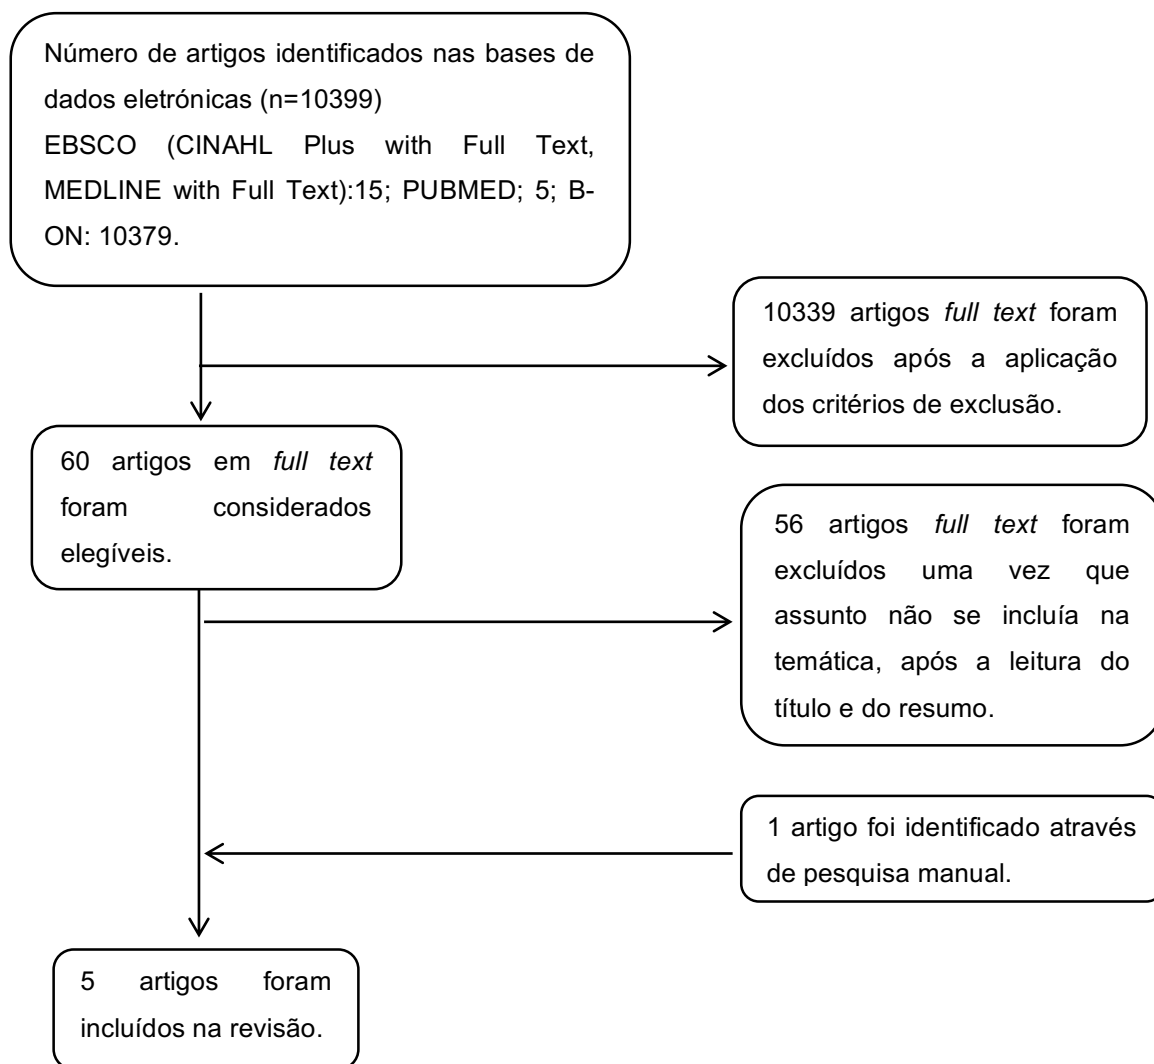 Número de artigos identificados nas bases de
dados eletrónicas (n=10399)
EBSCO (CINAHL Plus with Full Text,
MEDLINE with Full Text):15; PUBMED; 5; B-
ON: 10379.
10339 artigos full text foram
excluídos após a aplicação
dos critérios de exclusão.
60 artigos em full text
foram considerados
elegíveis.
56 artigos full text foram
excluídos uma vez que
assunto não se incluía na
temática, após a leitura do
título e do resumo.
1 artigo foi identificado através
de pesquisa manual.
5 artigos foram
incluídos na revisão.